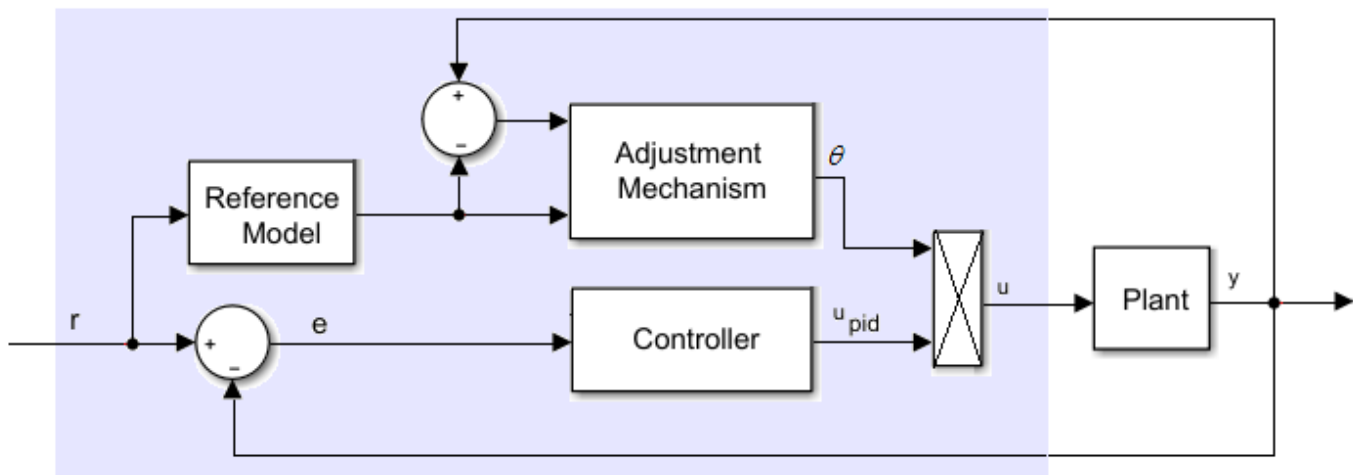 +
−
Adjustment
Mechanism
θ
Reference
Model
r
+
−
e
Controller
u pid
u
Plant
y